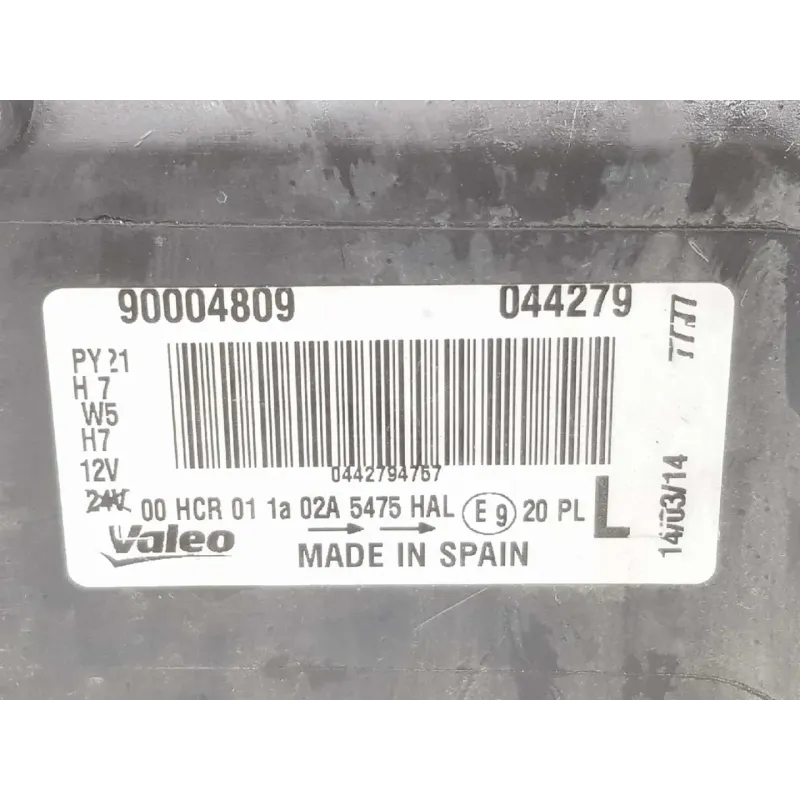 90004809 044279
PY21
H7
W5
H7
12V
24V
0442794757
00 HCR 01 1a 02A 5475 HAL E9 20 PL L
→ →
Valeo MADE IN SPAIN
14/03/14